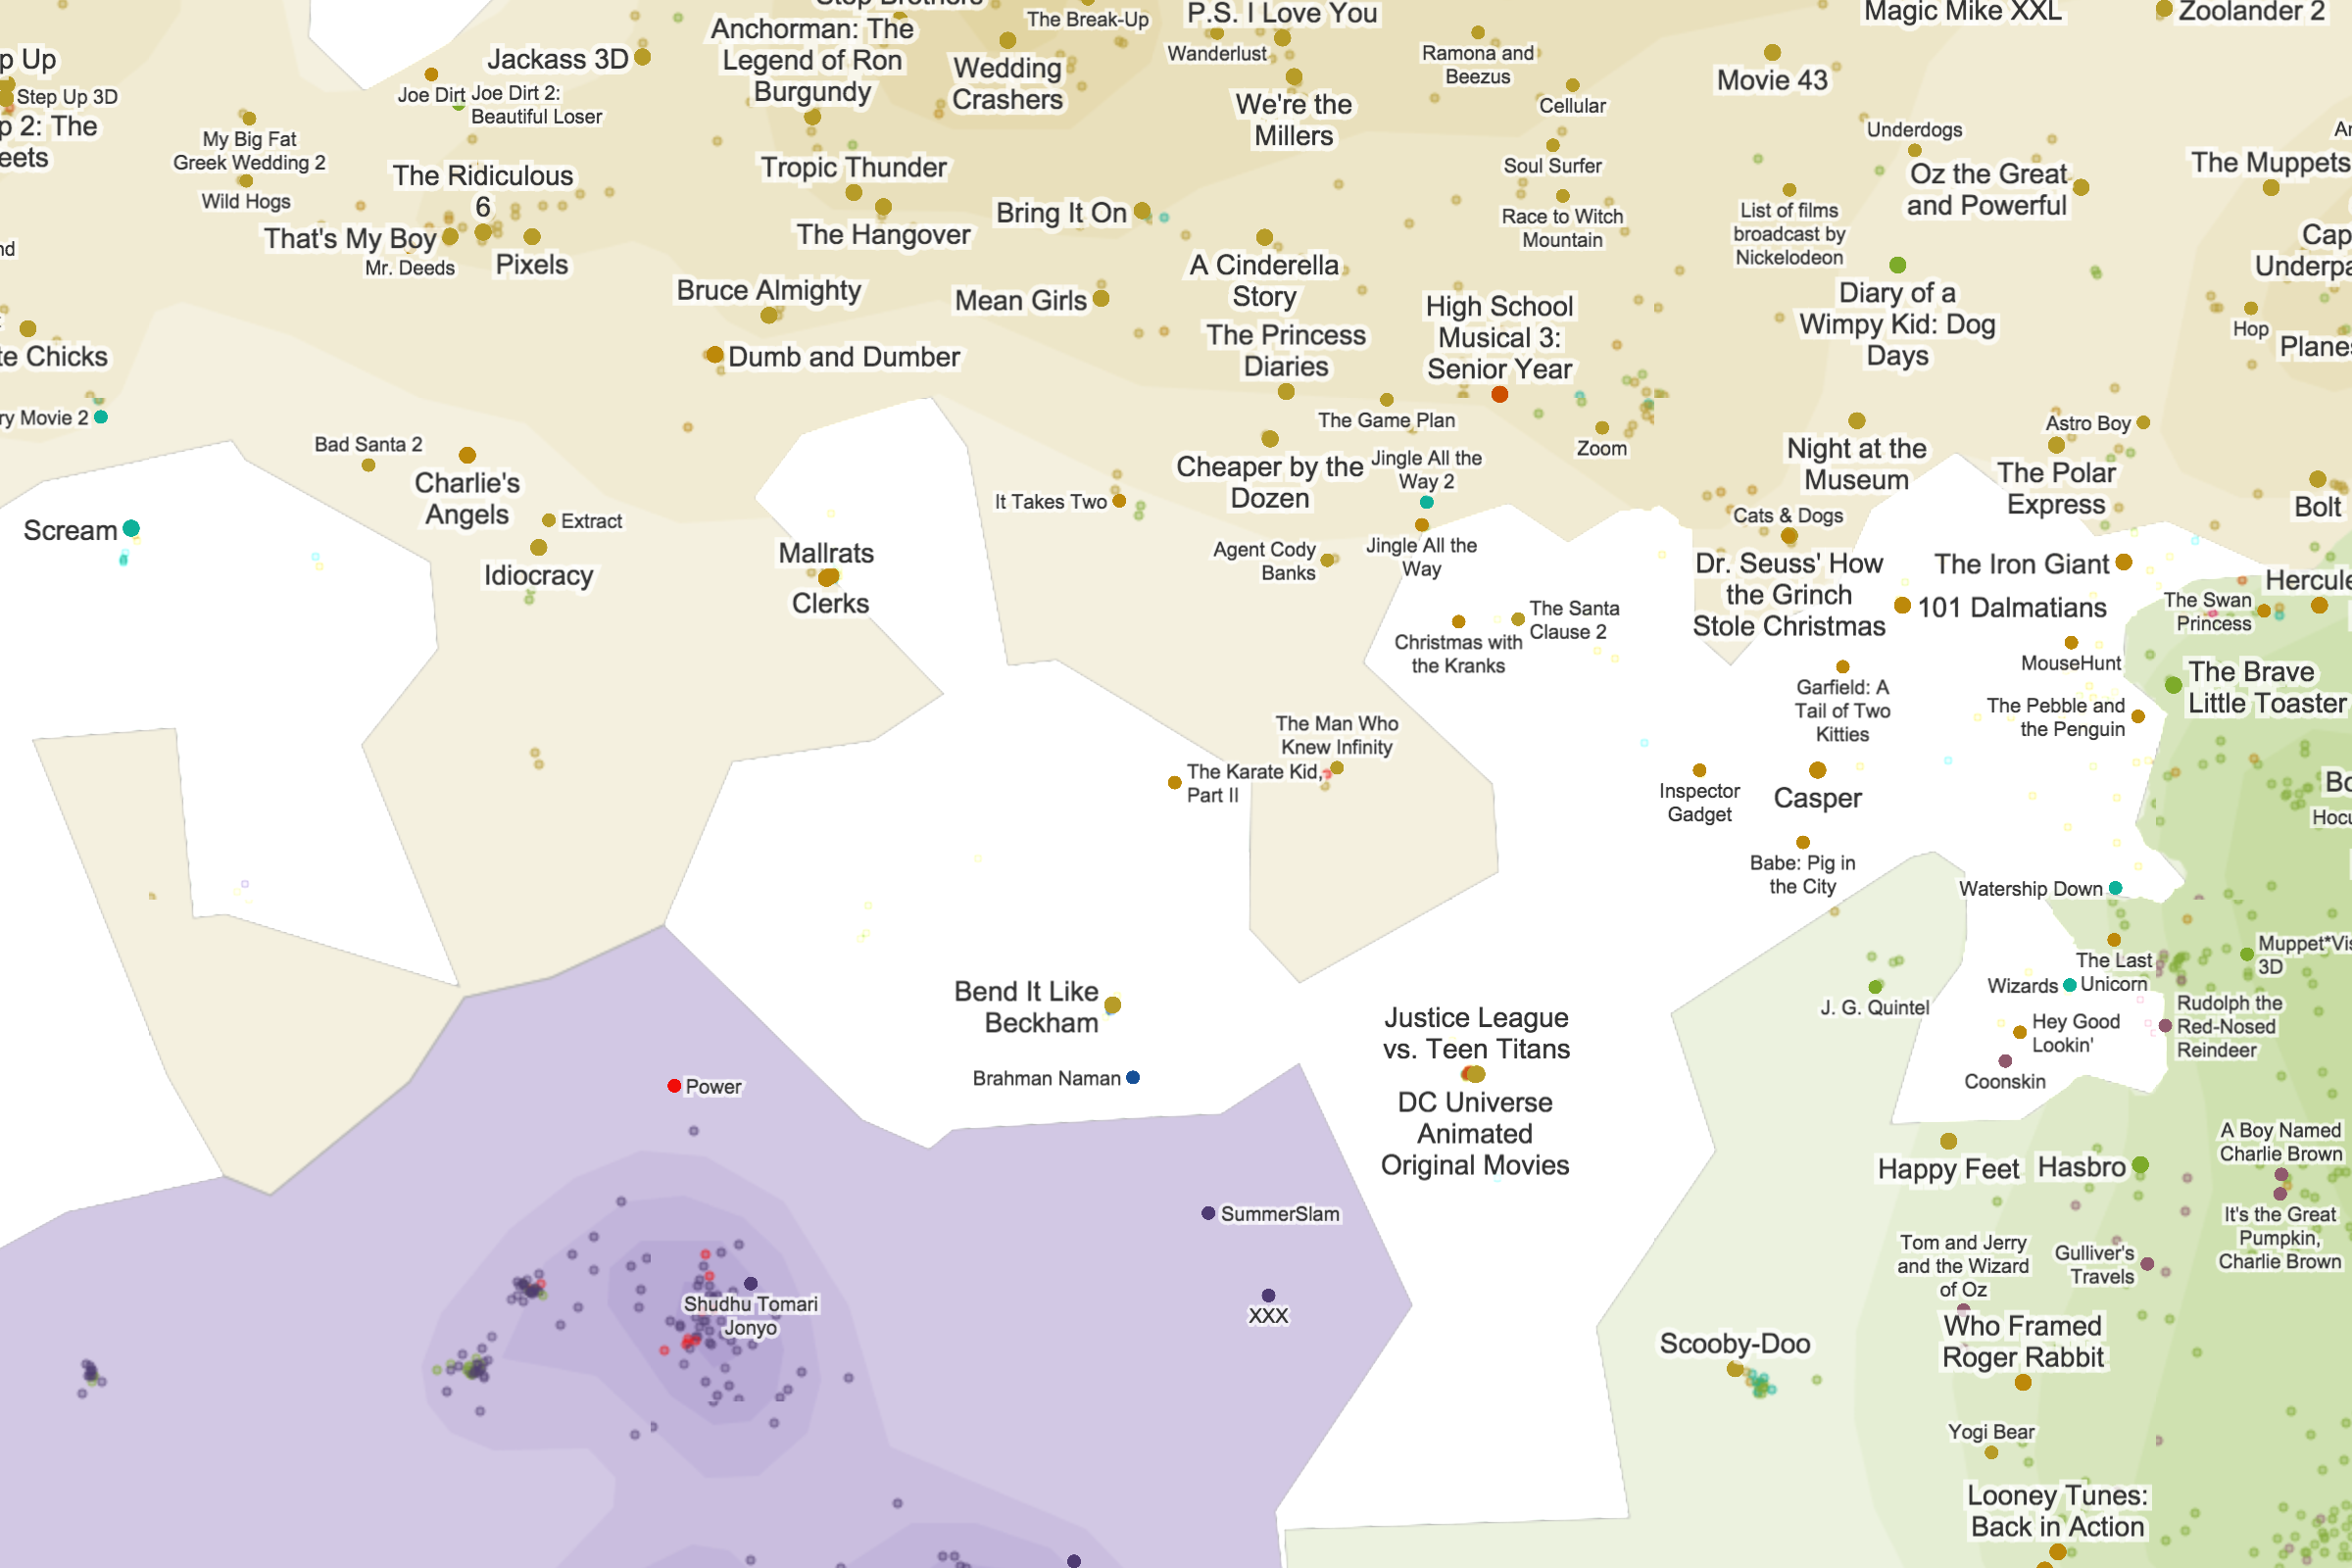 Step Brothers
Anchorman: The
Legend of Ron
Burgundy
The Break-Up
P.S. I Love You
Magic Mike XXL
Zoolander 2
Jackass 3D
Wedding
Crashers
Wanderlust
Ramona and
Beezus
Movie 43
p Up
Step Up 3D
p 2: The
eets
Joe Dirt
Joe Dirt 2:
Beautiful Loser
We're the
Millers
Cellular
Underdogs
My Big Fat
Greek Wedding 2
Wild Hogs
The Ridiculous
6
Tropic Thunder
The Hangover
Bring It On
Soul Surfer
Race to Witch
Mountain
List of films
broadcast by
Nickelodeon
Oz the Great
and Powerful
The Muppets
That's My Boy
Mr. Deeds
Pixels
nd
Cap
Underpa
A Cinderella
Story
Diary of a
Wimpy Kid: Dog
Days
Bruce Almighty
Mean Girls
High School
Musical 3:
Senior Year
Hop
Planes
The Princess
Diaries
te Chicks
Dumb and Dumber
ry Movie 2
The Game Plan
Zoom
Astro Boy
Bad Santa 2
Charlie's
Angels
Cheaper by the
Dozen
Jingle All the
Way 2
Night at the
Museum
The Polar
Express
It Takes Two
Bolt
Scream
Extract
Idiocracy
Cats & Dogs
Mallrats
Clerks
Agent Cody
Banks
Jingle All the
Way
Dr. Seuss' How
the Grinch
Stole Christmas
The Iron Giant
Hercule
101 Dalmatians
The Swan
Princess
Christmas with
the Kranks
The Santa
Clause 2
MouseHunt
Garfield: A
Tail of Two
Kitties
The Brave
Little Toaster
The Pebble and
the Penguin
The Man Who
Knew Infinity
The Karate Kid,
Part II
Inspector
Gadget
Casper
Bo
Hocu
Babe: Pig in
the City
Watership Down
Muppet*Vis
3D
The Last
Unicorn
Wizards
J. G. Quintel
Bend It Like
Beckham
Justice League
vs. Teen Titans
Hey Good
Lookin'
Rudolph the
Red-Nosed
Reindeer
Coonskin
Power
Brahman Naman
DC Universe
Animated
Original Movies
Happy Feet
Hasbro
A Boy Named
Charlie Brown
SummerSlam
It's the Great
Pumpkin,
Charlie Brown
Tom and Jerry
and the Wizard
of Oz
Gulliver's
Travels
Shudhu Tomari
Jonyo
XXX
Scooby-Doo
Who Framed
Roger Rabbit
Yogi Bear
Looney Tunes:
Back in Action